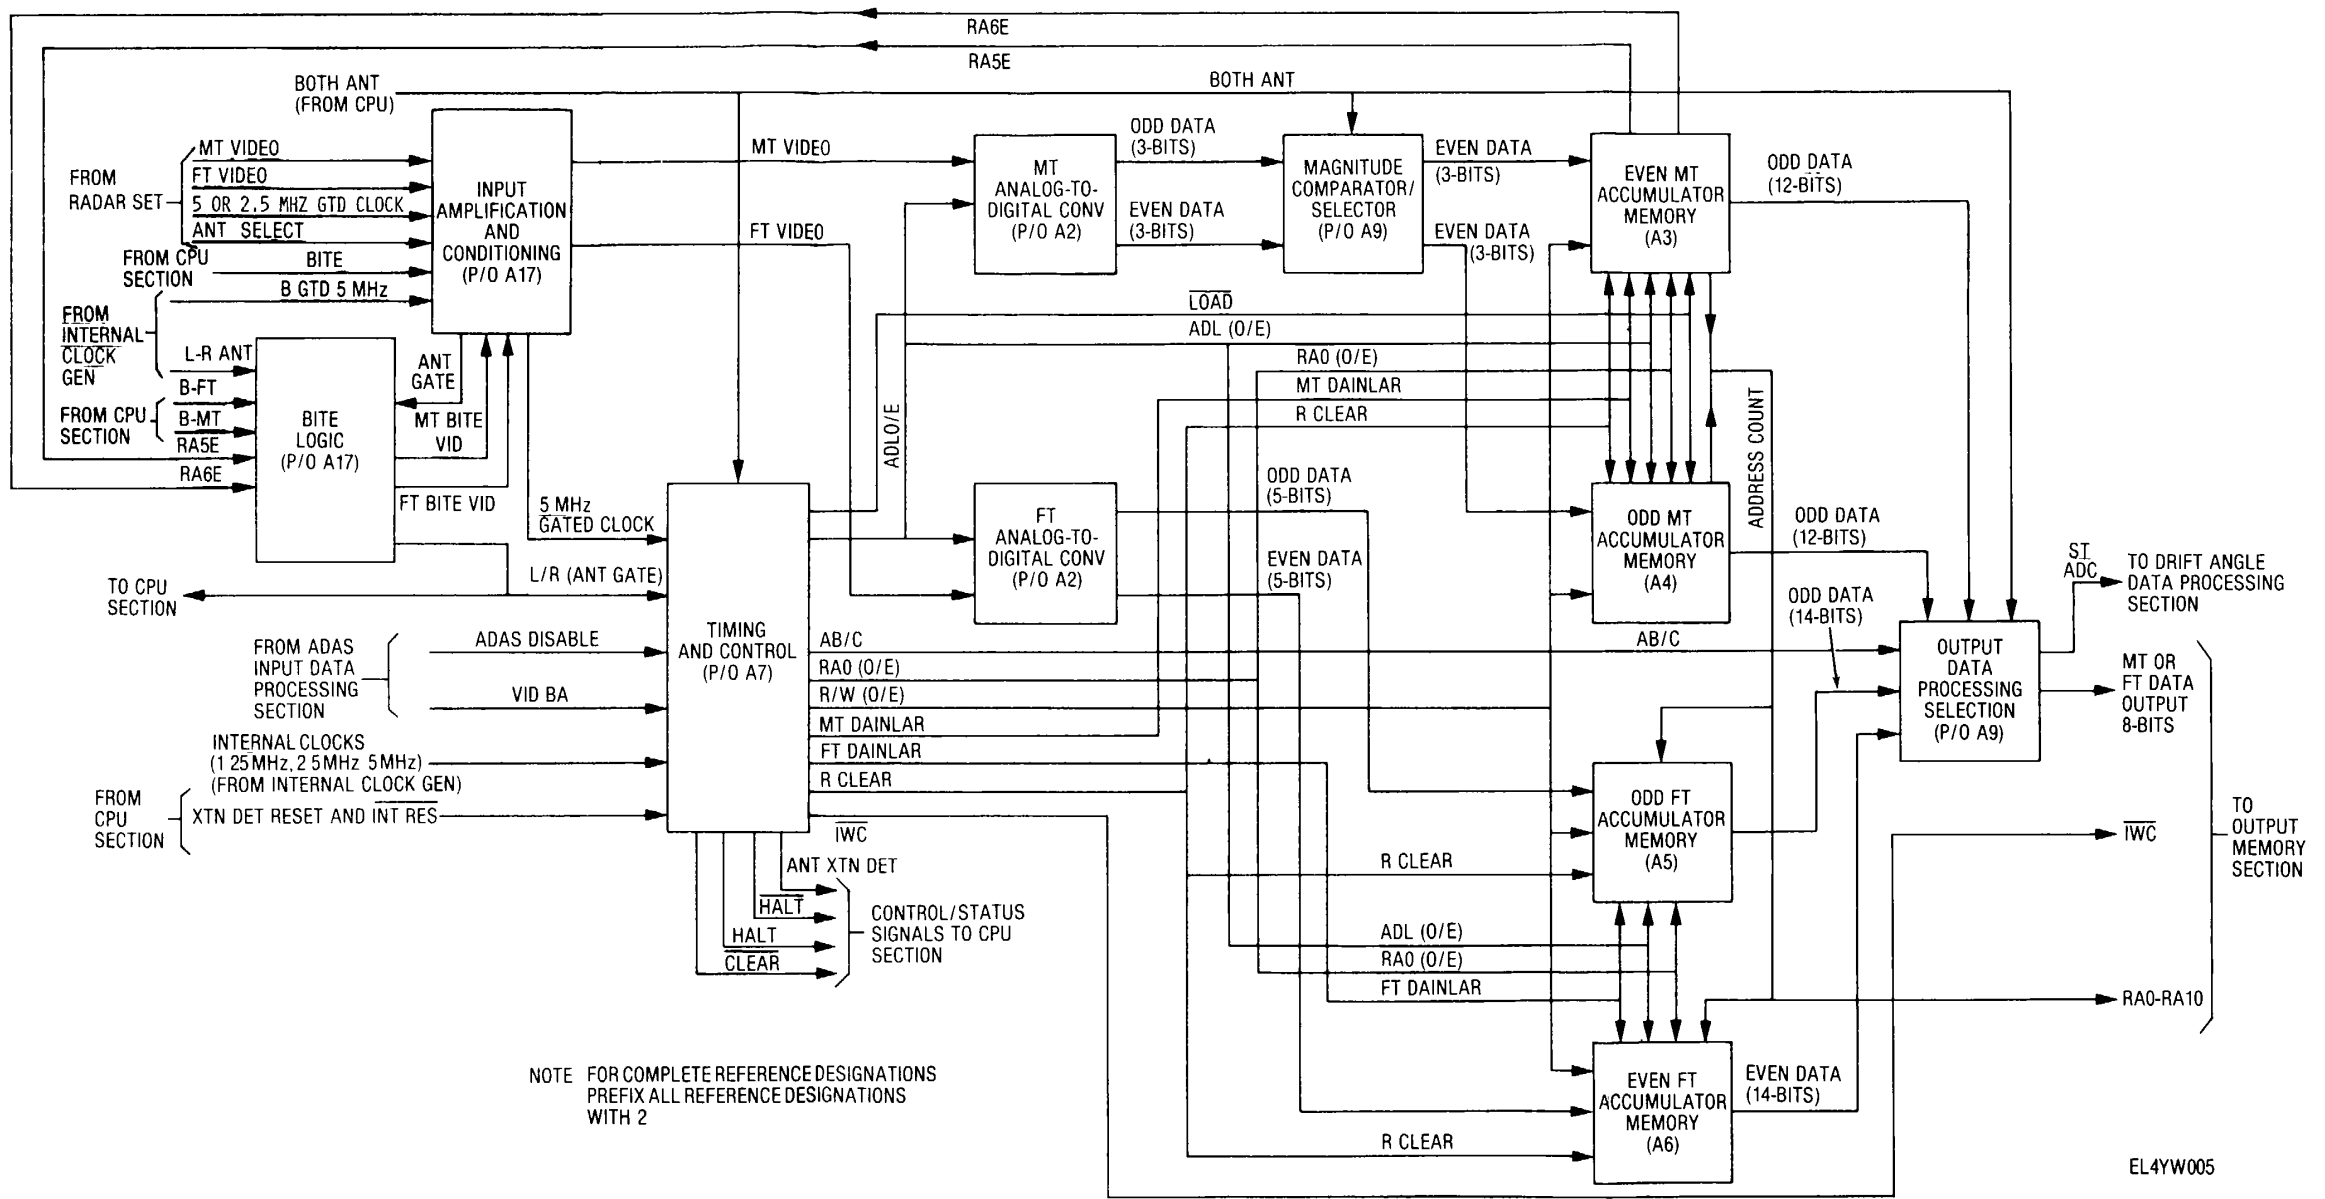 RA6E
RA5E
BOTH ANT
(FROM CPU)
BOTH ANT
FROM
RADAR SET
MT VIDEO
FT VIDEO
5 OR 2.5 MHZ GTD CLOCK
ANT SELECT
FROM CPU
SECTION
BITE
B GTD 5 MHz
FROM
INTERNAL
CLOCK
GEN
L-R ANT
B-FT
FROM CPU
SECTION
B-MT
RA5E
RA6E
INPUT
AMPLIFICATION
AND
CONDITIONING
(P/O A17)
BITE
LOGIC
(P/O A17)
ANT
GATE
MT BITE
VID
FT BITE VID
5 MHz
GATED CLOCK
L/R (ANT GATE)
TO CPU
SECTION
FROM ADAS
INPUT DATA
PROCESSING
SECTION
ADAS DISABLE
VID BA
INTERNAL CLOCKS
(1 25MHz, 2 5MHz 5MHz)
(FROM INTERNAL CLOCK GEN)
FROM
CPU
SECTION
XTN DET RESET AND INT RES
TIMING
AND CONTROL
(P/O A7)
MT VIDEO
FT VIDEO
ADLO/E
MT
ANALOG-TO-
DIGITAL CONV
(P/O A2)
FT
ANALOG-TO-
DIGITAL CONV
(P/O A2)
ODD DATA
(3-BITS)
EVEN DATA
(3-BITS)
MAGNITUDE
COMPARATOR/
SELECTOR
(P/O A9)
EVEN DATA
(3-BITS)
EVEN DATA
(3-BITS)
LOAD
ADL (O/E)
RA0 (O/E)
MT DAINLAR
R CLEAR
ODD DATA
(5-BITS)
EVEN DATA
(5-BITS)
EVEN MT
ACCUMULATOR
MEMORY
(A3)
ODD DATA
(12-BITS)
ADDRESS COUNT
ODD MT
ACCUMULATOR
MEMORY
(A4)
ODD DATA
(12-BITS)
ODD DATA
(14-BITS)
AB/C
RA0 (O/E)
R/W (O/E)
MT DAINLAR
FT DAINLAR
R CLEAR
IWC
AB/C
ANT XTN DET
HALT
HALT
CLEAR
CONTROL/STATUS
SIGNALS TO CPU
SECTION
ODD FT
ACCUMULATOR
MEMORY
(A5)
R CLEAR
ADL (O/E)
RA0 (O/E)
FT DAINLAR
EVEN FT
ACCUMULATOR
MEMORY
(A6)
R CLEAR
EVEN DATA
(14-BITS)
OUTPUT
DATA
PROCESSING
SELECTION
(P/O A9)
ST
ADC
TO DRIFT ANGLE
DATA PROCESSING
SECTION
MT OR
FT DATA
OUTPUT
8-BITS
IWC
TO
OUTPUT
MEMORY
SECTION
RA0-RA10
NOTE FOR COMPLETE REFERENCE DESIGNATIONS
PREFIX ALL REFERENCE DESIGNATIONS
WITH 2
EL4YW005